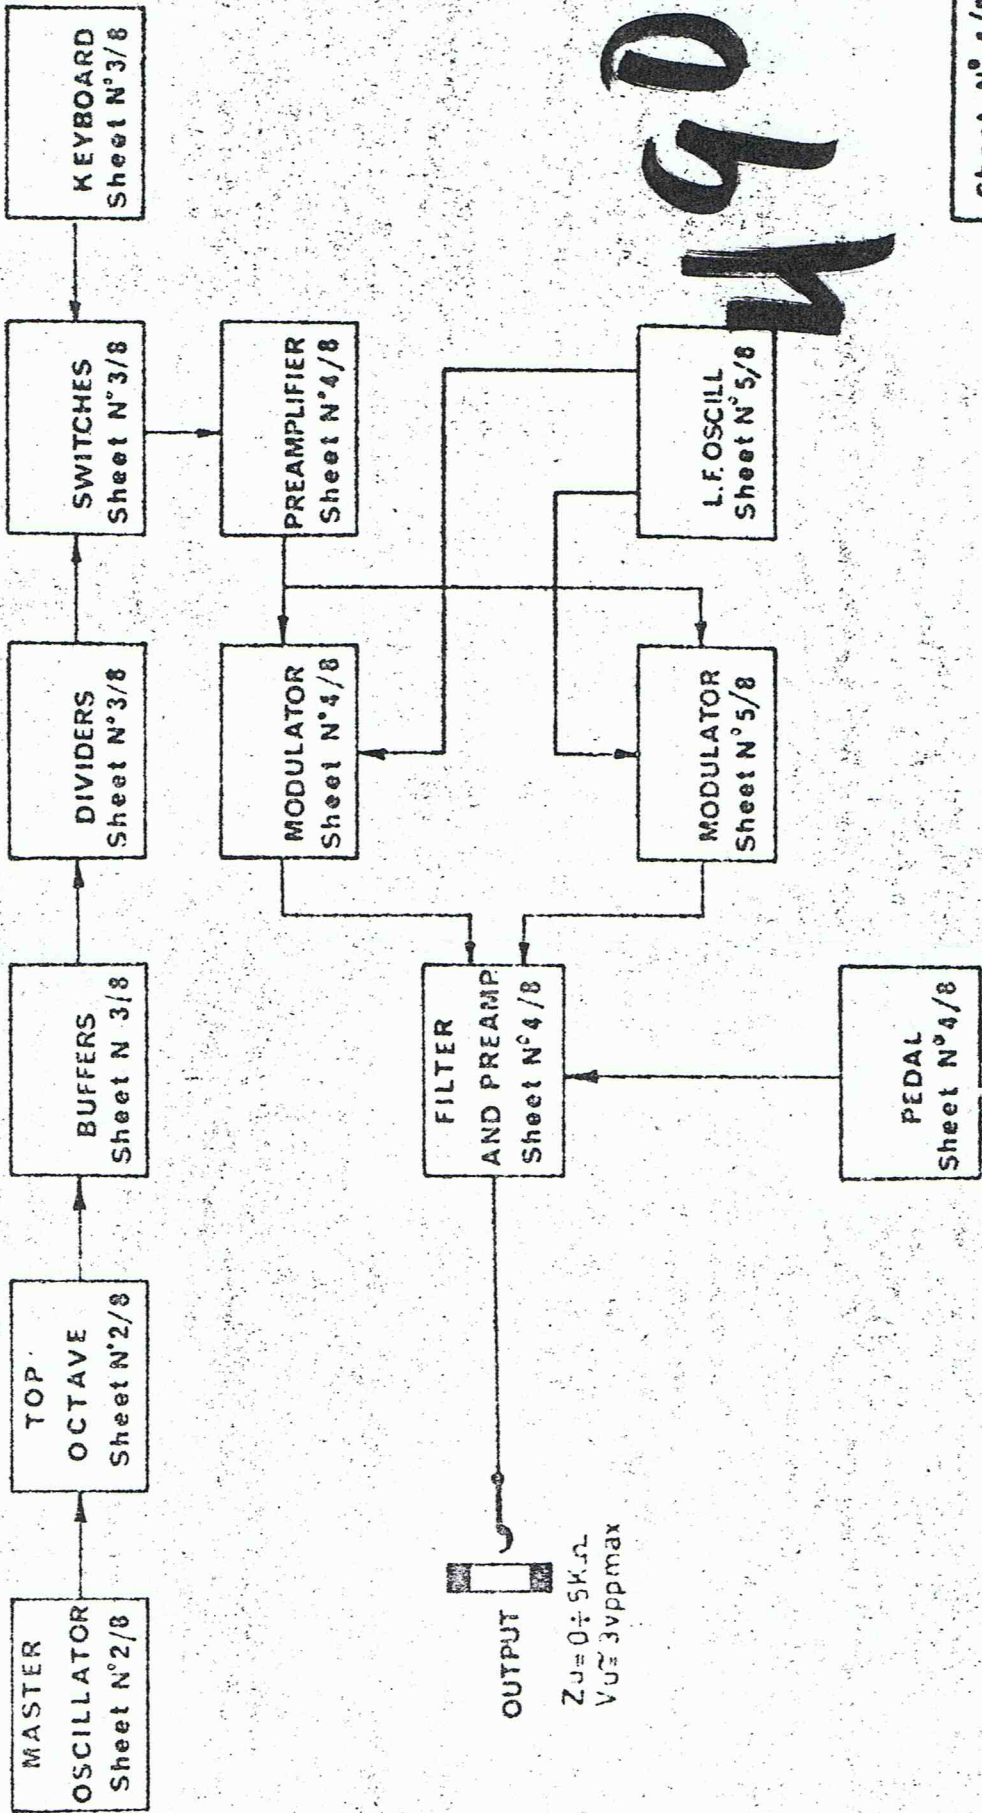 MASTER
OSCILLATOR
Sheet N°2/8
TOP
OCTAVE
Sheet N°2/8
BUFFERS
Sheet N 3/8
DIVIDERS
Sheet N°3/8
SWITCHES
Sheet N°3/8
KEYBOARD
Sheet N°3/8
MODULATOR
Sheet N°4/8
PREAMPLIFIER
Sheet N°4/8
FILTER
AND PREAMP
Sheet N°4/8
MODULATOR
Sheet N°5/8
L.F. OSCILL
Sheet N°5/8
PEDAL
Sheet N°4/8
OUTPUT
Zu=0÷5KΩ
Vu≃3vppmax
490